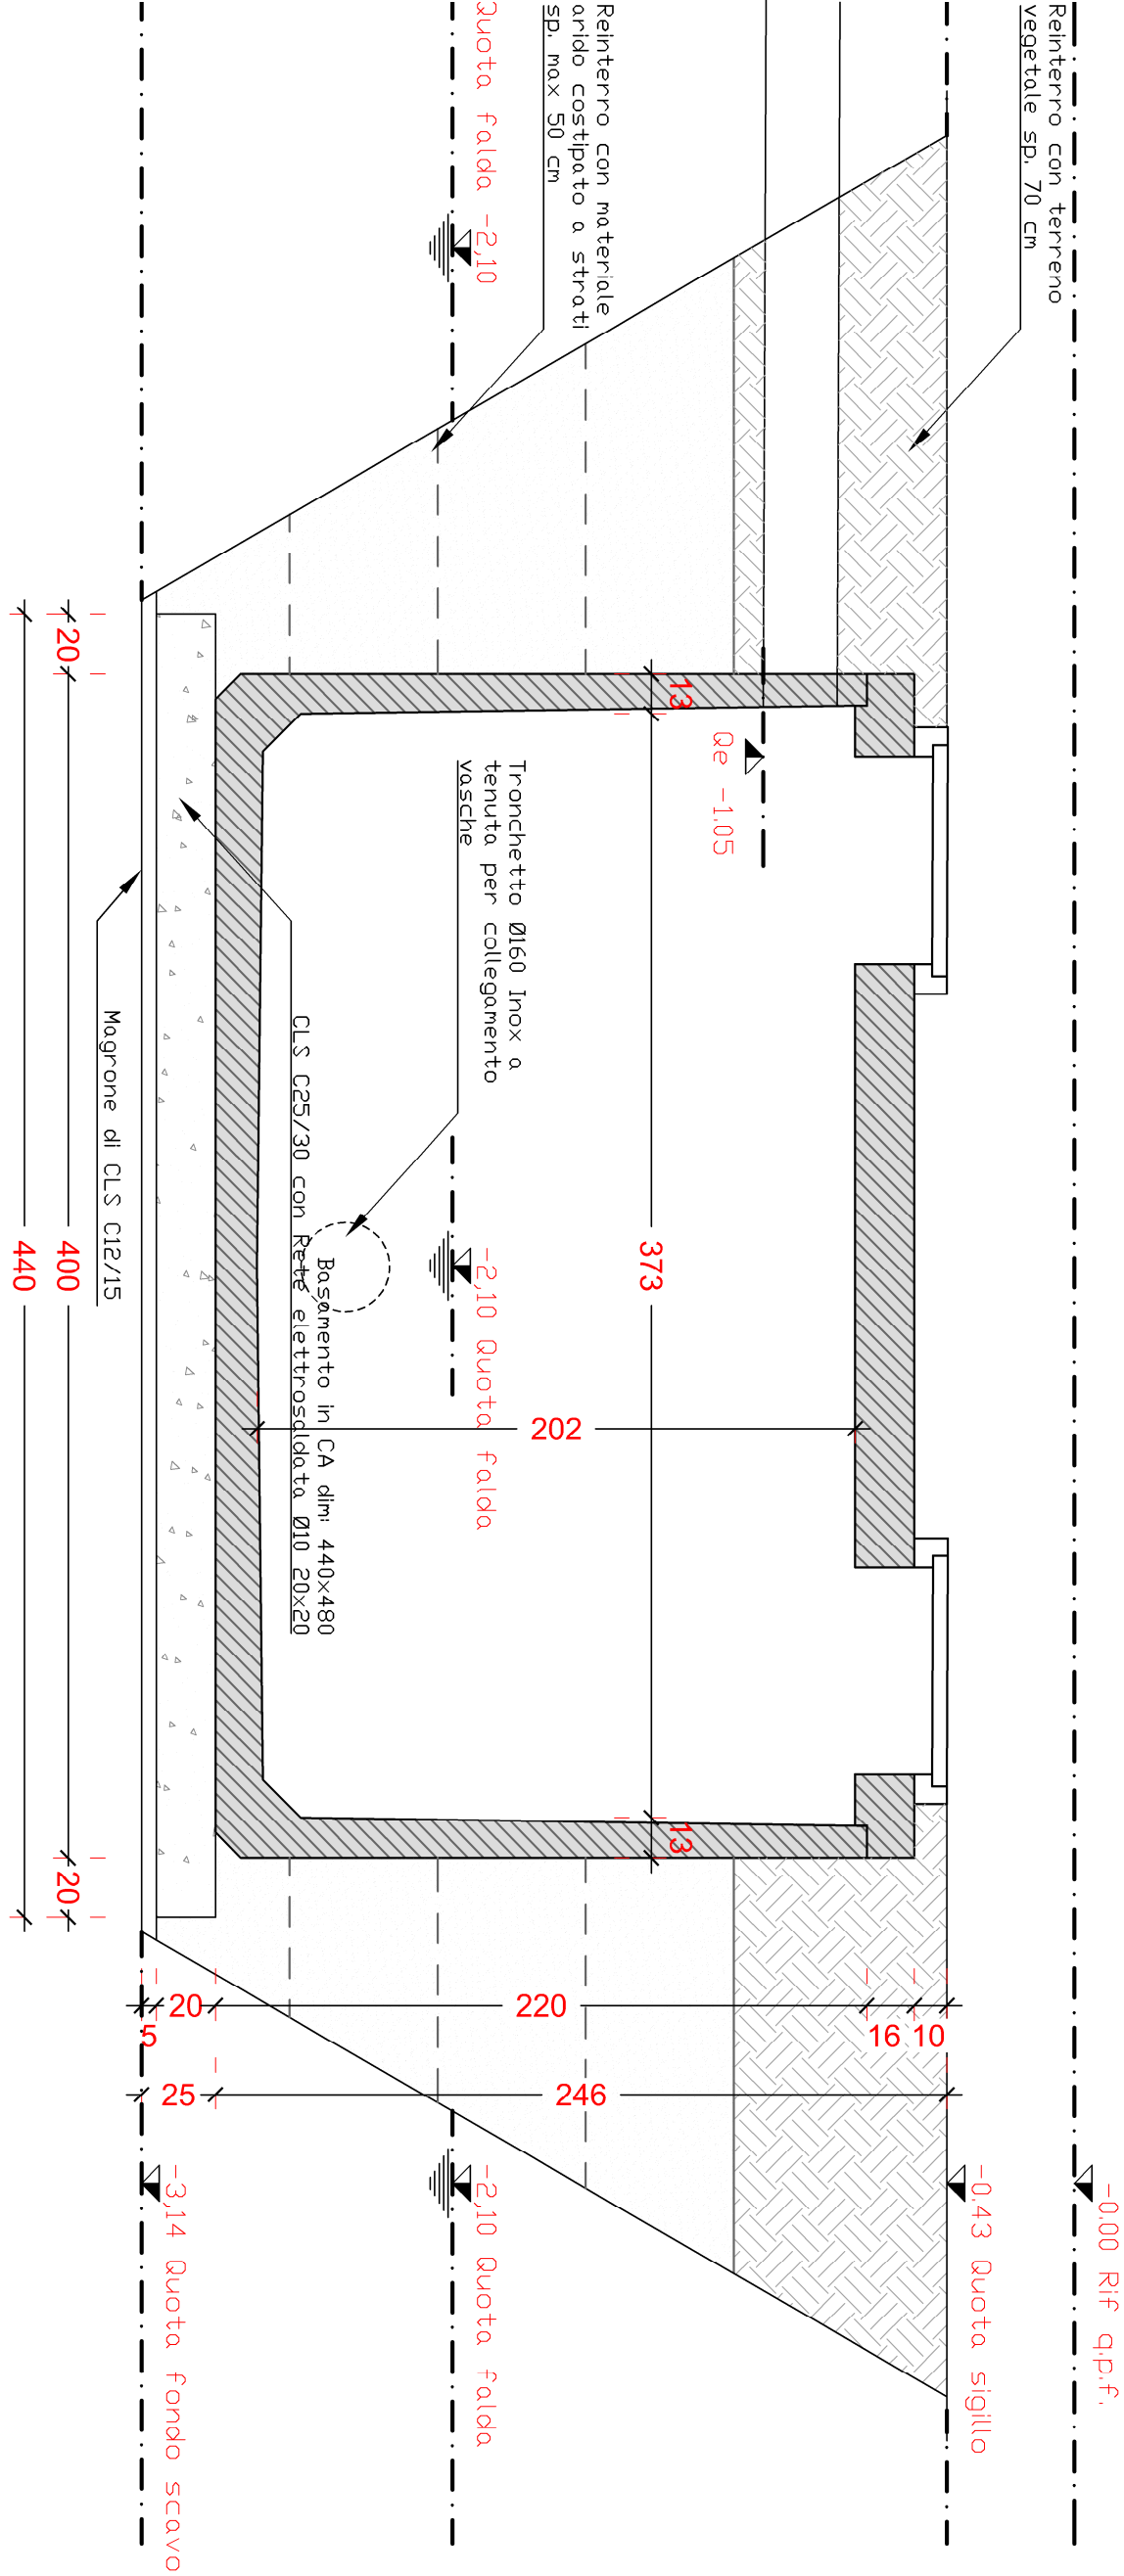 -0.00 Rif q.p.f.
Reinterro con terreno
vegetale sp. 70 cm
-0.43 Quota sigillo
10
16
Qe -1.05
13
373
13
Reinterro con materiale
arido costipato a strati
sp. max 50 cm
220
246
202
Tronchetto Ø160 Inox a
tenuta per collegamento
vasche
Quota falda -2,10
-2,10 Quota falda
-2,10 Quota falda
Basamento in CA dim: 440x480
CLS C25/30 con Rete elettrosaldata Ø10 20x20
20
25
5
-3,14 Quota fondo scavo
Magrone di CLS C12/15
20
400
20
440